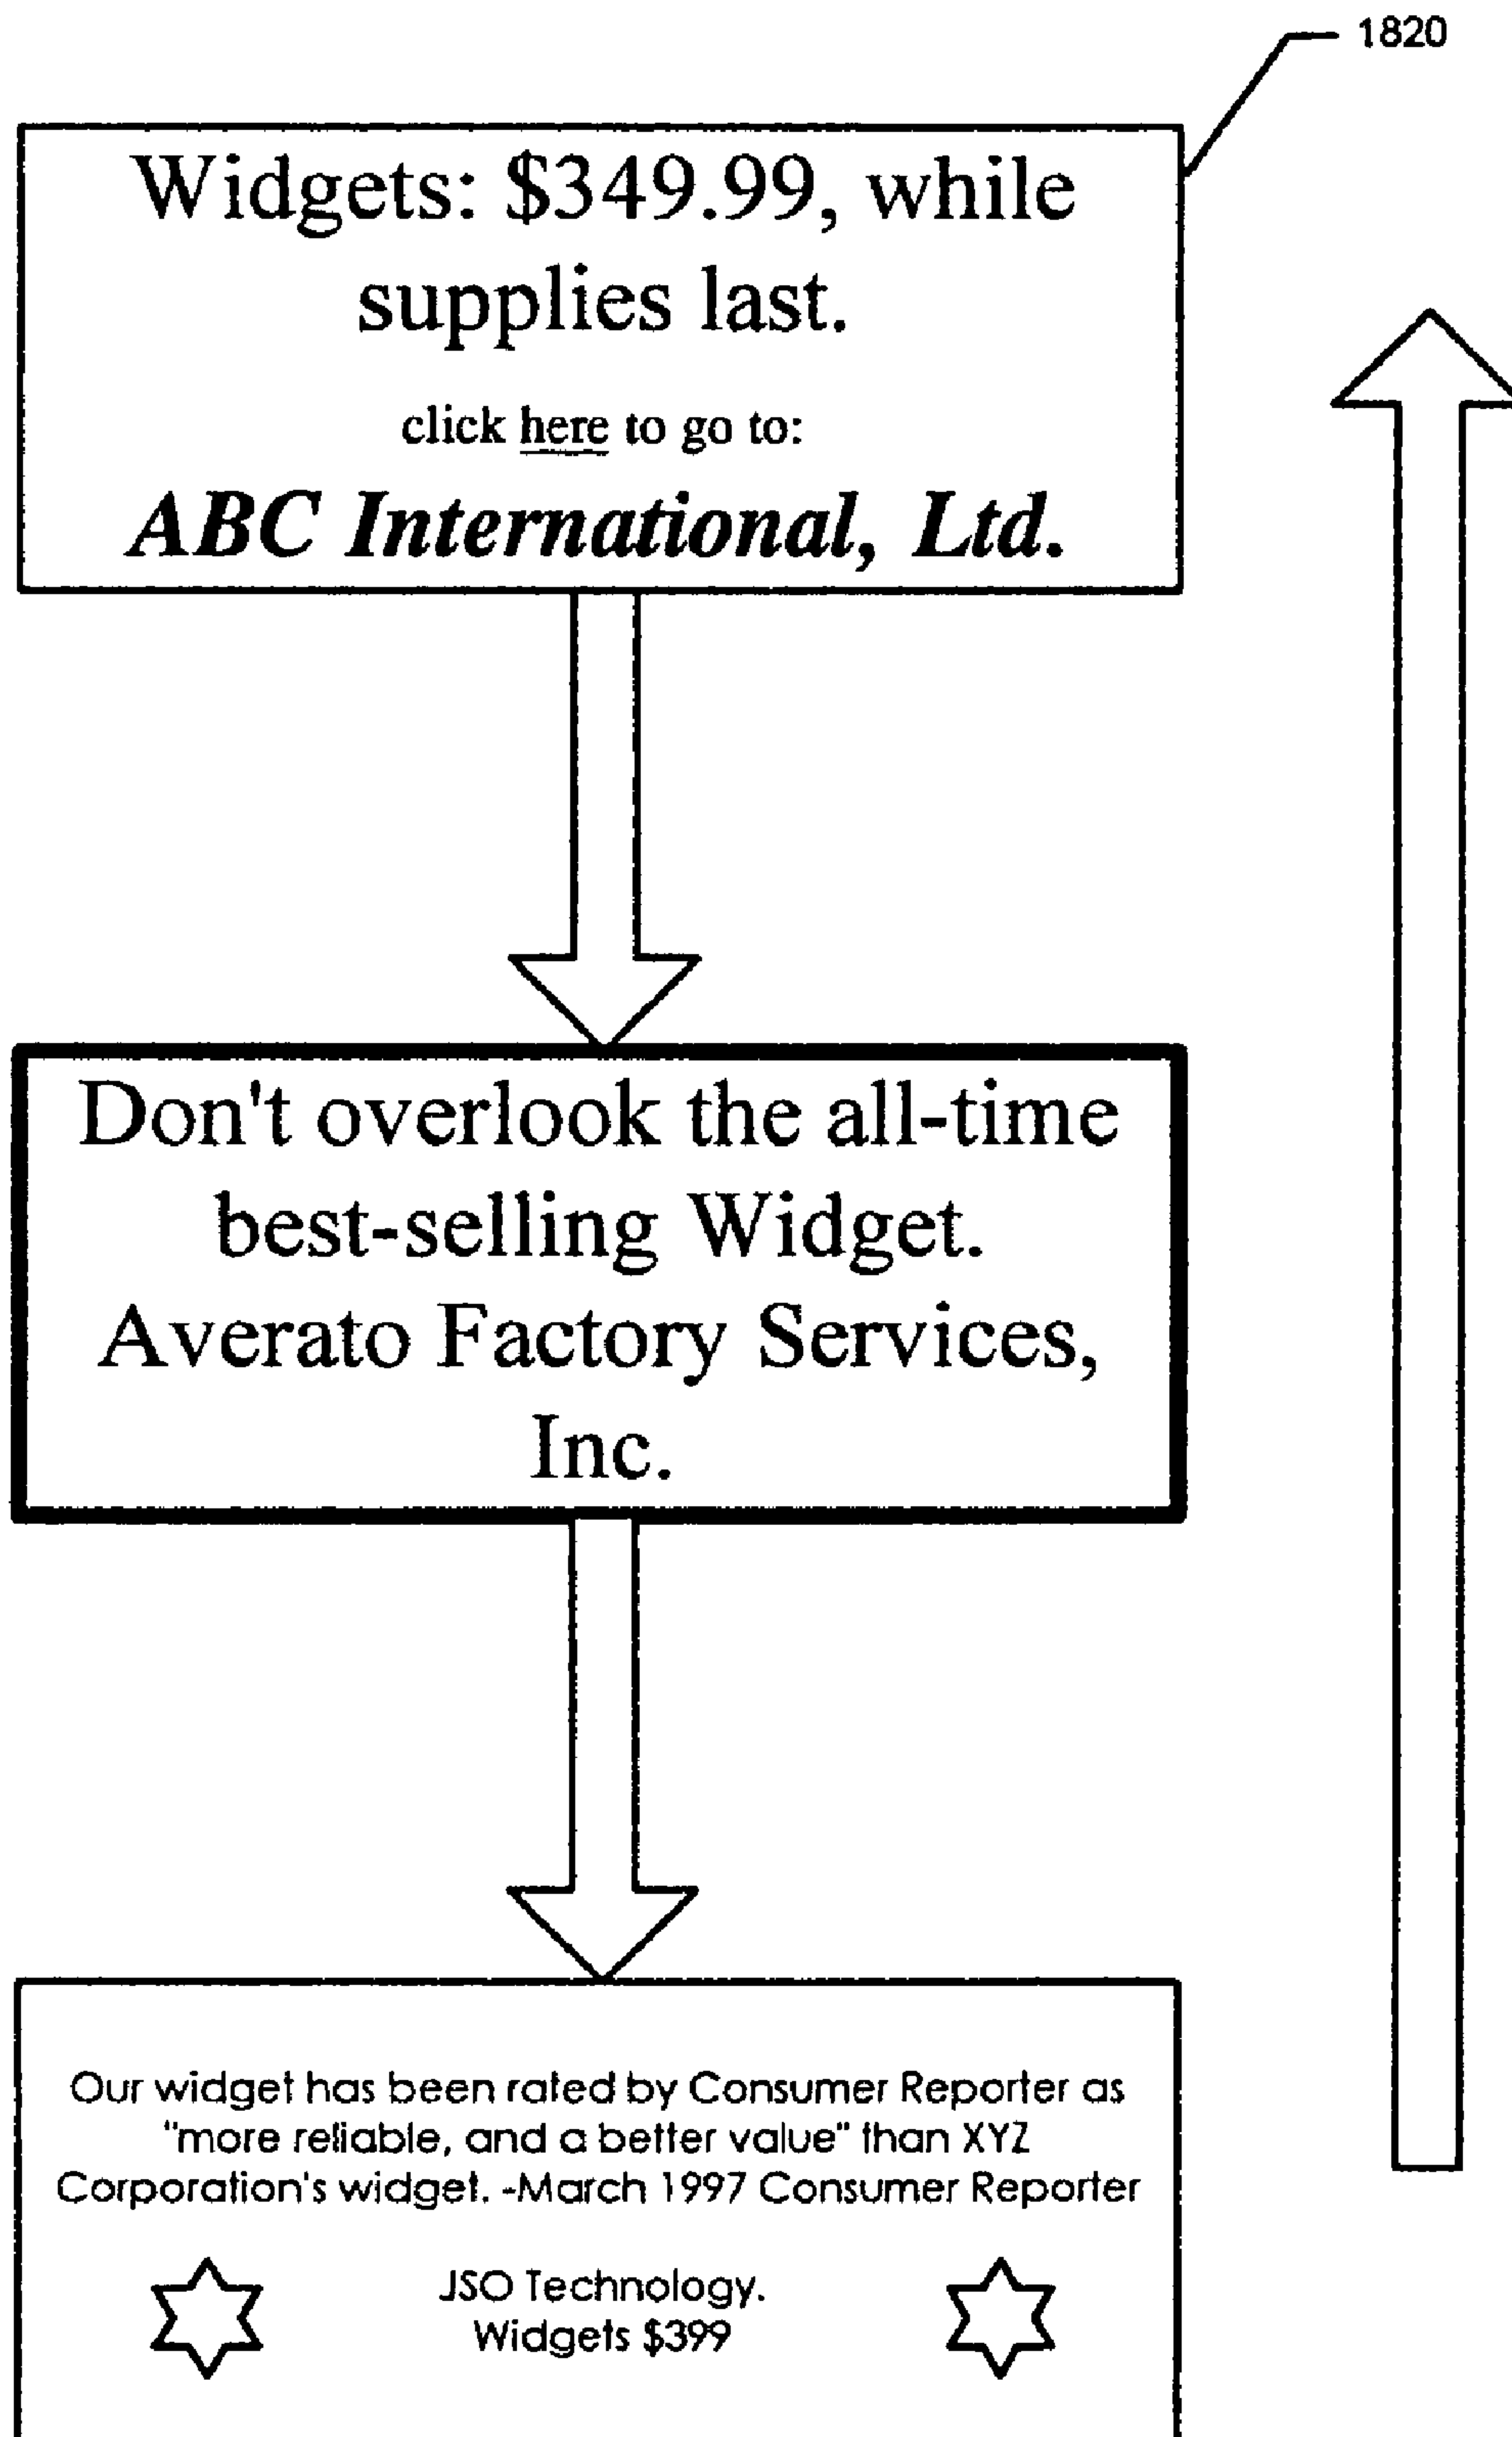 1820
Widgets: $349.99, while
supplies last.
click here to go to:
ABC International, Ltd.
Don't overlook the all-time
best-selling Widget.
Averato Factory Services,
Inc.
Our widget has been rated by Consumer Reporter as
"more reliable, and a better value" than XYZ
Corporation's widget. -March 1997 Consumer Reporter
JSO Technology.
Widgets $399